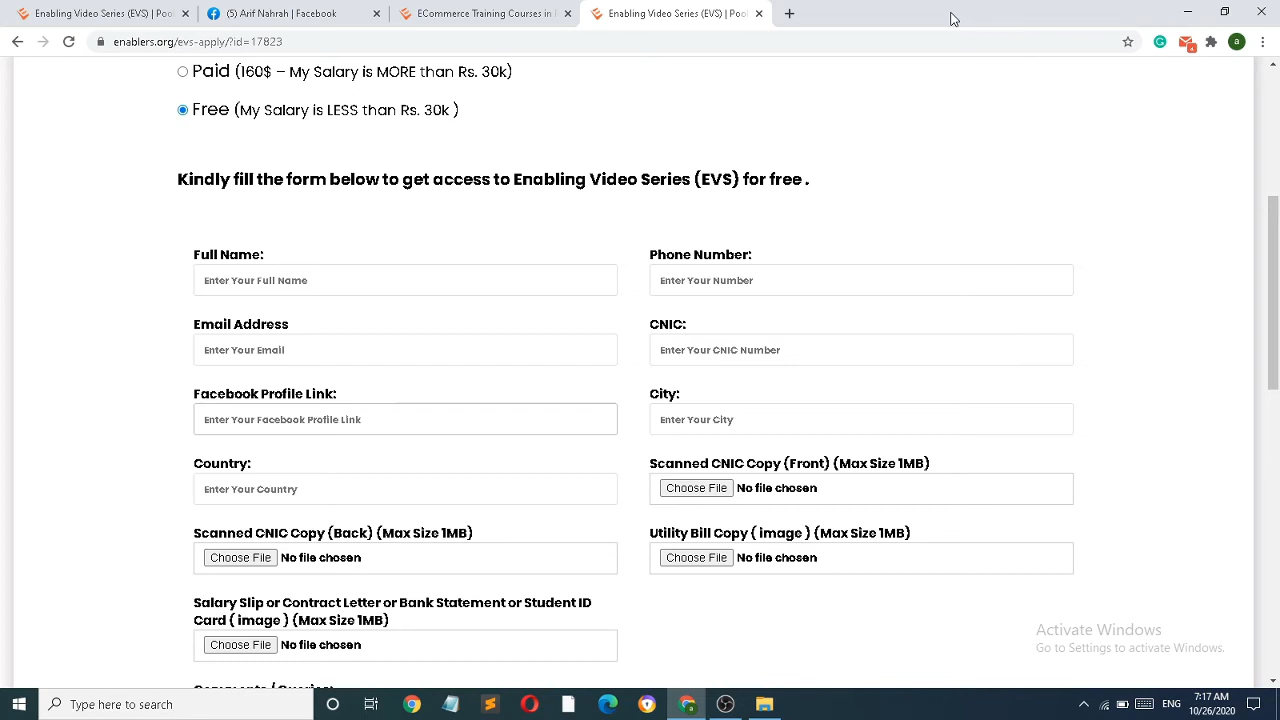 Enabling Video Series (EVS) | Poo
Facebook
ECommerce Training Courses in
Enabling Video Series (EVS) | Poo
enablers.org/evs-apply/?id=17823
Paid (160$ – My Salary is MORE than Rs. 30k)
Free (My Salary is LESS than Rs. 30k )
Kindly fill the form below to get access to Enabling Video Series (EVS) for free .
Full Name:
Phone Number:
Enter Your Full Name
Enter Your Number
Email Address
CNIC:
Enter Your Email
Enter Your CNIC Number
Facebook Profile Link:
City:
Enter Your Facebook Profile Link
Enter Your City
Country:
Scanned CNIC Copy (Front) (Max Size 1MB)
Enter Your Country
Choose File No file chosen
Scanned CNIC Copy (Back) (Max Size 1MB)
Utility Bill Copy ( image ) (Max Size 1MB)
Choose File No file chosen
Choose File No file chosen
Salary Slip or Contract Letter or Bank Statement or Student ID
Card ( image ) (Max Size 1MB)
Choose File No file chosen
Activate Windows
Go to Settings to activate Windows.
Type here to search
ENG
7:17 AM
10/26/2020